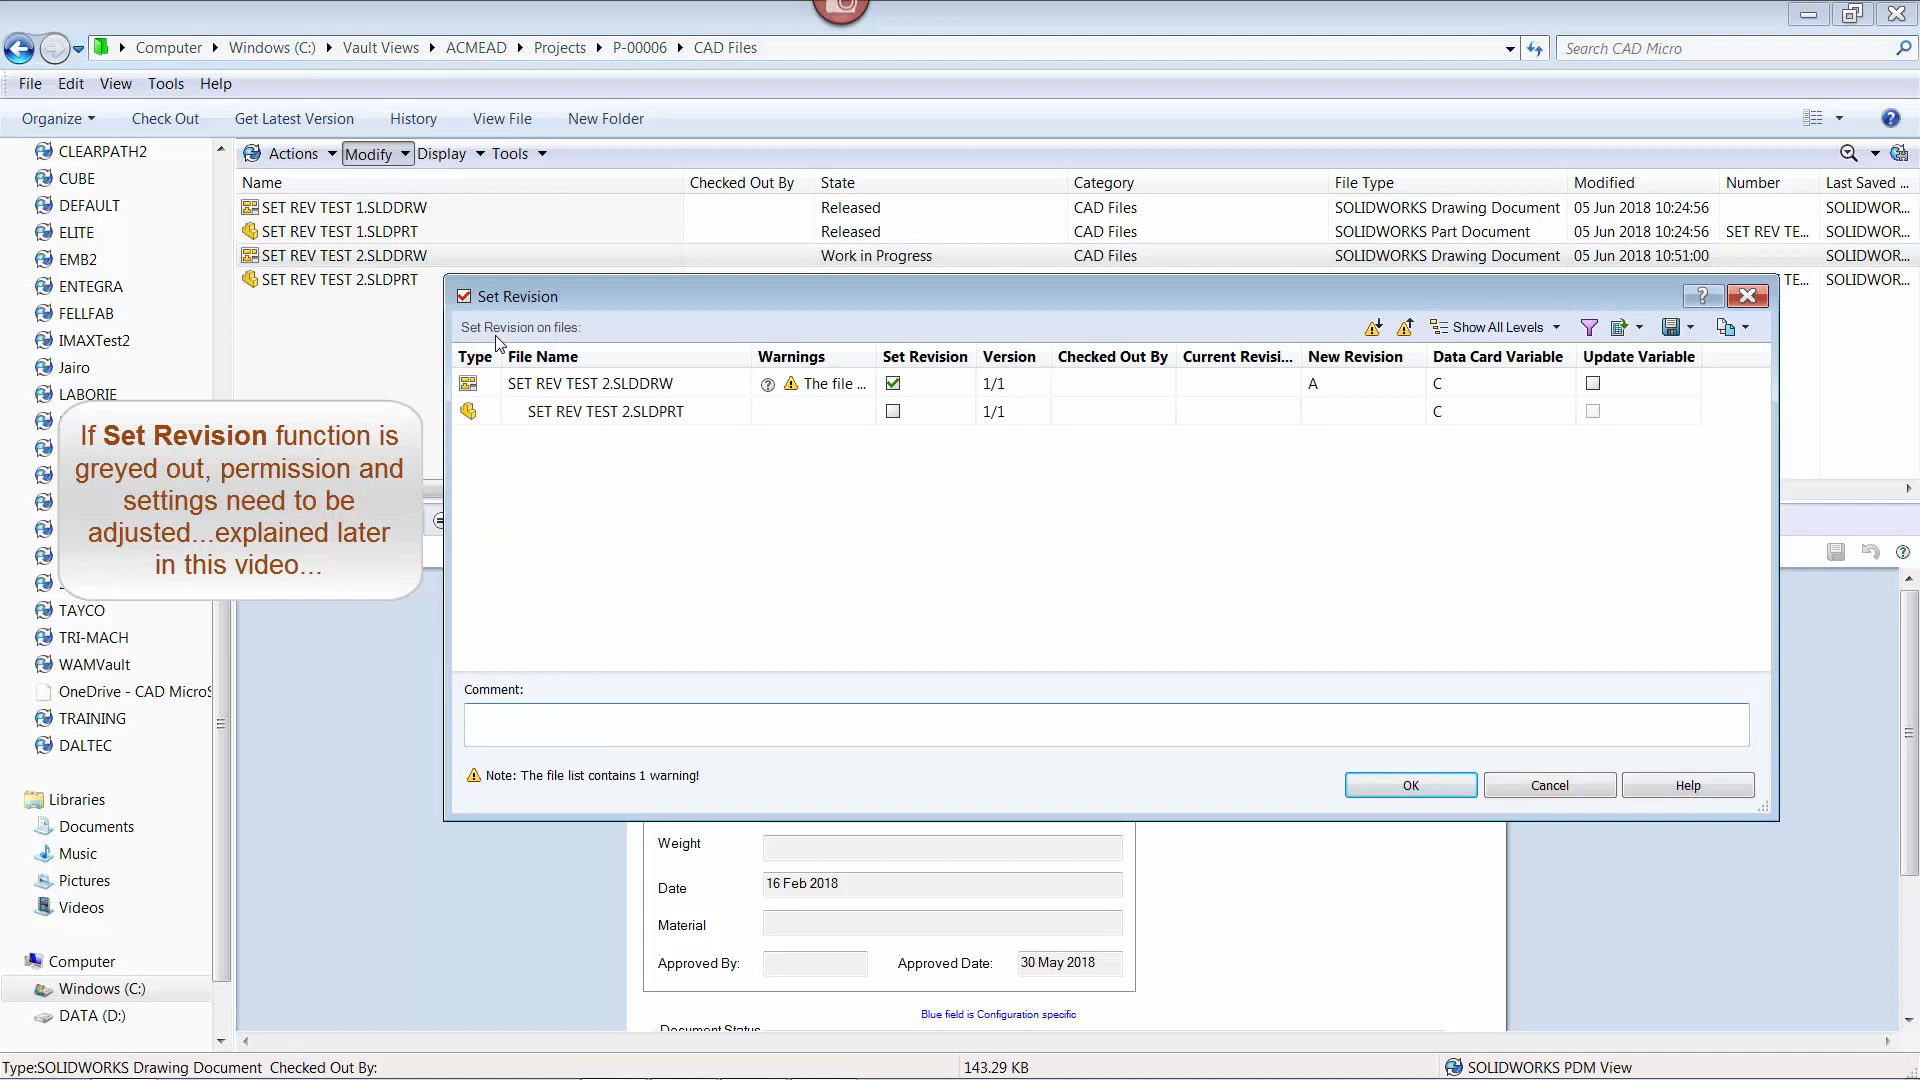 Computer Windows (C:) Vault Views ACMEAD Projects P-00006 CAD Files
Search CAD Micro
File Edit View Tools Help
Organize Check Out Get Latest Version History View File New Folder
CLEARPATH2
CUBE
DEFAULT
ELITE
EMB2
ENTEGRA
FELLFAB
IMAXTest2
Jairo
LABORIE
TAYCO
TRI-MACH
WAMVault
OneDrive - CAD MicroS
TRAINING
DALTEC
Libraries
Documents
Music
Pictures
Videos
Computer
Windows (C:)
DATA (D:)
Actions Modify Display Tools
Name Checked Out By State Category File Type Modified Number Last Saved ...
SET REV TEST 1.SLDDRW Released CAD Files SOLIDWORKS Drawing Document 05 Jun 2018 10:24:56 SOLIDWOR...
SET REV TEST 1.SLDPRT Released CAD Files SOLIDWORKS Part Document 05 Jun 2018 10:24:56 SET REV TE... SOLIDWOR...
SET REV TEST 2.SLDDRW Work in Progress CAD Files SOLIDWORKS Drawing Document 05 Jun 2018 10:51:00 SOLIDWOR...
SET REV TEST 2.SLDPRT TE... SOLIDWOR...
Set Revision
Set Revision on files:
Show All Levels
Type File Name Warnings Set Revision Version Checked Out By Current Revisi... New Revision Data Card Variable Update Variable
SET REV TEST 2.SLDDRW The file ... 1/1 A C
SET REV TEST 2.SLDPRT 1/1 C
If Set Revision function is
greyed out, permission and
settings need to be
adjusted...explained later
in this video...
Comment:
Note: The file list contains 1 warning!
OK Cancel Help
Weight
Date 16 Feb 2018
Material
Approved By: Approved Date: 30 May 2018
Blue field is Configuration specific
Document Status
Type:SOLIDWORKS Drawing Document Checked Out By: 143.29 KB SOLIDWORKS PDM View